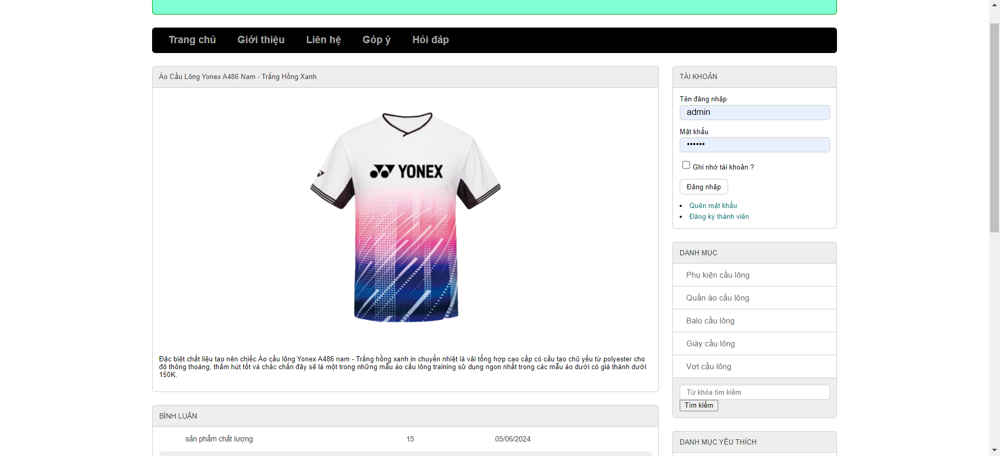 Trang chủ Giới thiệu Liên hệ Góp ý Hỏi đáp
Áo Cầu Lông Yonex A486 Nam - Trắng Hồng Xanh
YONEX
Đặc biệt chất liệu tạo nên chiếc Áo cầu lông Yonex A486 nam - Trắng hồng xanh in chuyển nhiệt là vải tổng hợp cao cấp có cấu tạo chủ yếu từ polyester cho
độ thông thoáng, thấm hút tốt và chắc chắn đây sẽ là một trong những mẫu áo cầu lông training sử dụng ngon nhất trong các mẫu áo dưới có giá thành dưới
150K.
BÌNH LUẬN
sản phẩm chất lượng 15 05/06/2024
TÀI KHOẢN
Tên đăng nhập
admin
Mật khẩu
••••••
Ghi nhớ tài khoản ?
Đăng nhập
Quên mật khẩu
Đăng ký thành viên
DANH MỤC
Phụ kiện cầu lông
Quần áo cầu lông
Balo cầu lông
Giày cầu lông
Vợt cầu lông
Từ khóa tìm kiếm
Tìm kiếm
DANH MỤC YÊU THÍCH